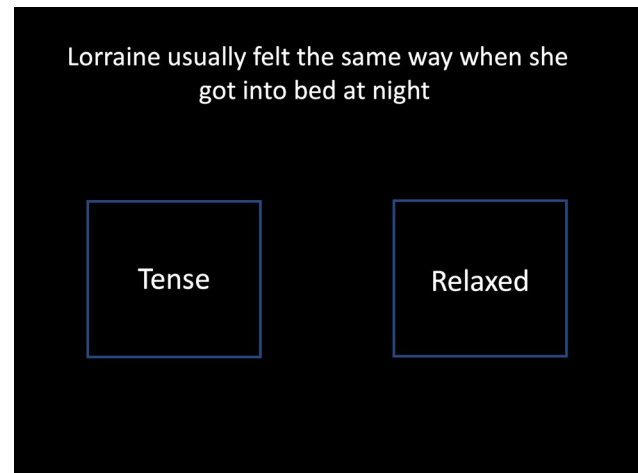 Lorraine usually felt the same way when she
got into bed at night
Tense
Relaxed